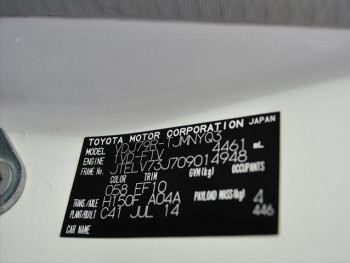 TOYOTA MOTOR CORPORATION JAPAN
MODEL VDJ79R-TJMNYQ3
ENGINE 1VD-FTV 4461 mL
FRAME No. JTELV73J709014948
COLOR TRIM GVM(kg) OCCUPANTS
058 EF10
TRANS/AXLE H150F A04A PAYLOAD MASS(kg) 4
PLANT/BUILT C41 JUL 14 446
CAR NAME